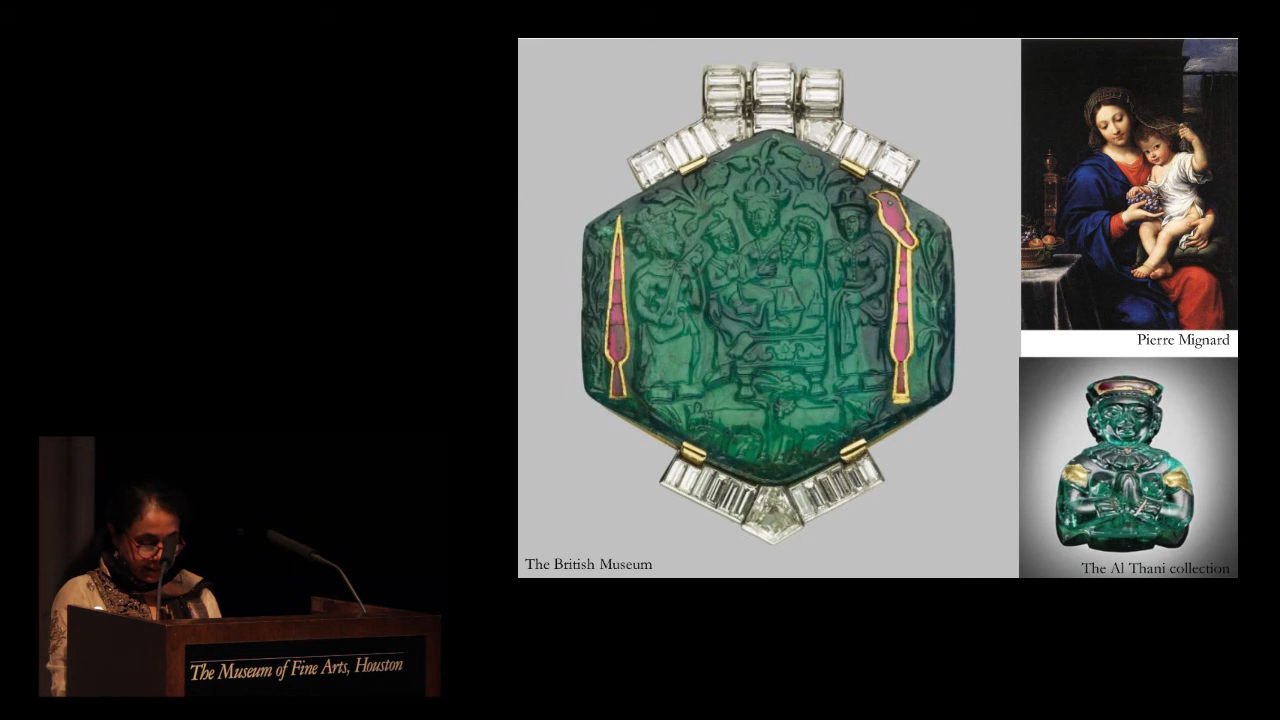 Pierre Mignard
The British Museum
The Al Thani collection
The Museum of Fine Arts, Houston